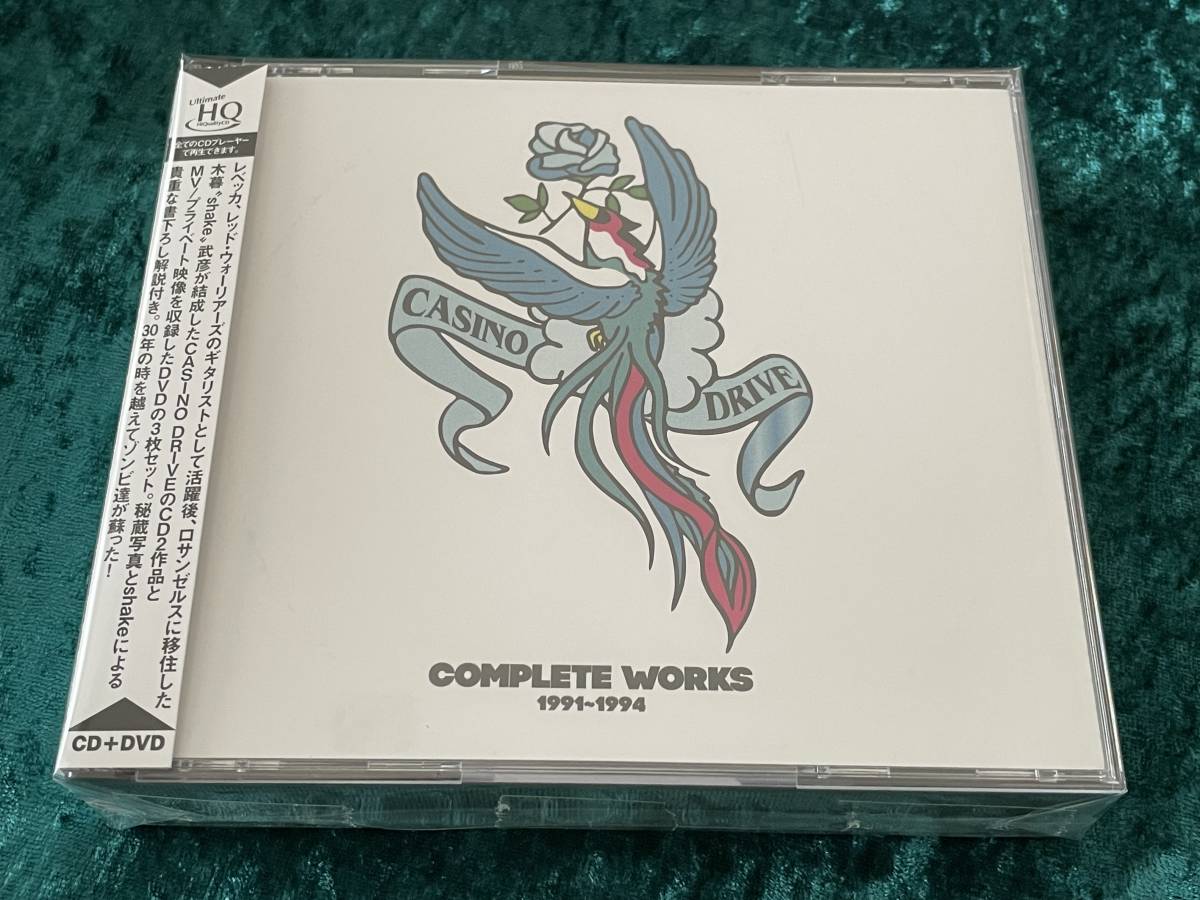 Ultimate
HQ
HiQualityCD
全てのCDプレーヤー
で再生できます。
レベッカ、レッド・ウォーリアーズのギタリストとして活躍後、ロサンゼルスに移住した
木暮“shake”武彦が結成したCASINO DRIVEのCD2作品と
MV/プライベート映像を収録したDVDの3枚セット。秘蔵写真とshakeによる
貴重な書下ろし解説付き。30年の時を越えてゾンビ達が蘇った！
CD+DVD
CASINO
DRIVE
COMPLETE WORKS
1991~1994